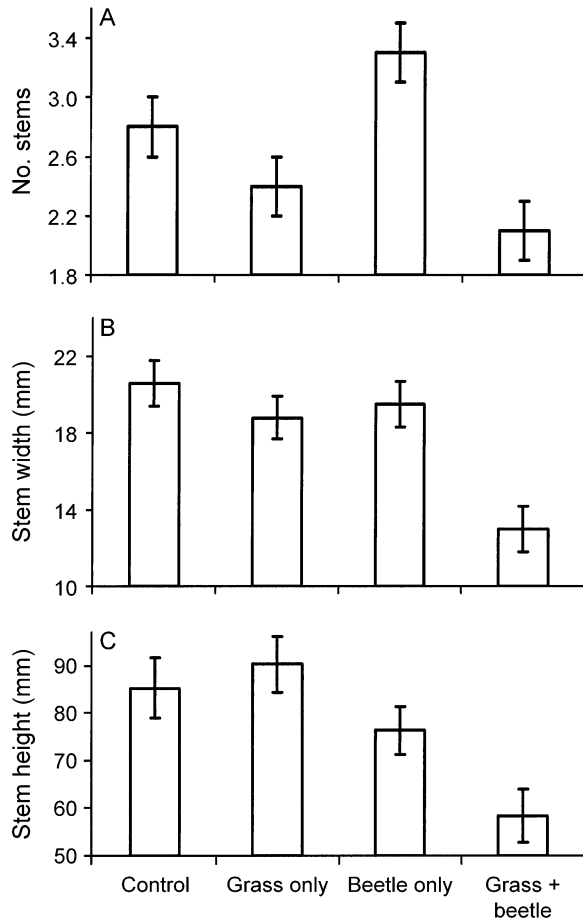 A
No. stems
3.4
3.0
2.6
2.2
1.8
B
Stem width (mm)
22
18
14
10
C
Stem height (mm)
90
80
70
60
50
Control
Grass only
Beetle only
Grass +
beetle